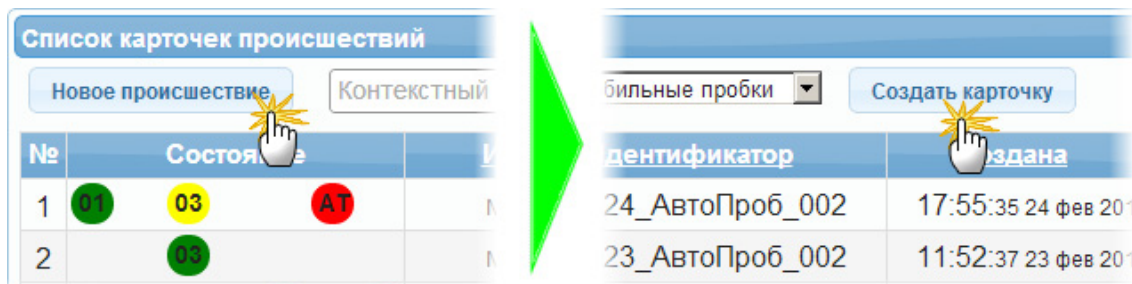 Список карточек происшествий
Новое происшествие Контекстный бильные пробки Создать карточку
№ Состояние И дентификатор оздана
1 01 03 АТ 24_АвтоПроб_002 17:55:35 24 фев 201
2 03 23_АвтоПроб_002 11:52:37 23 фев 201